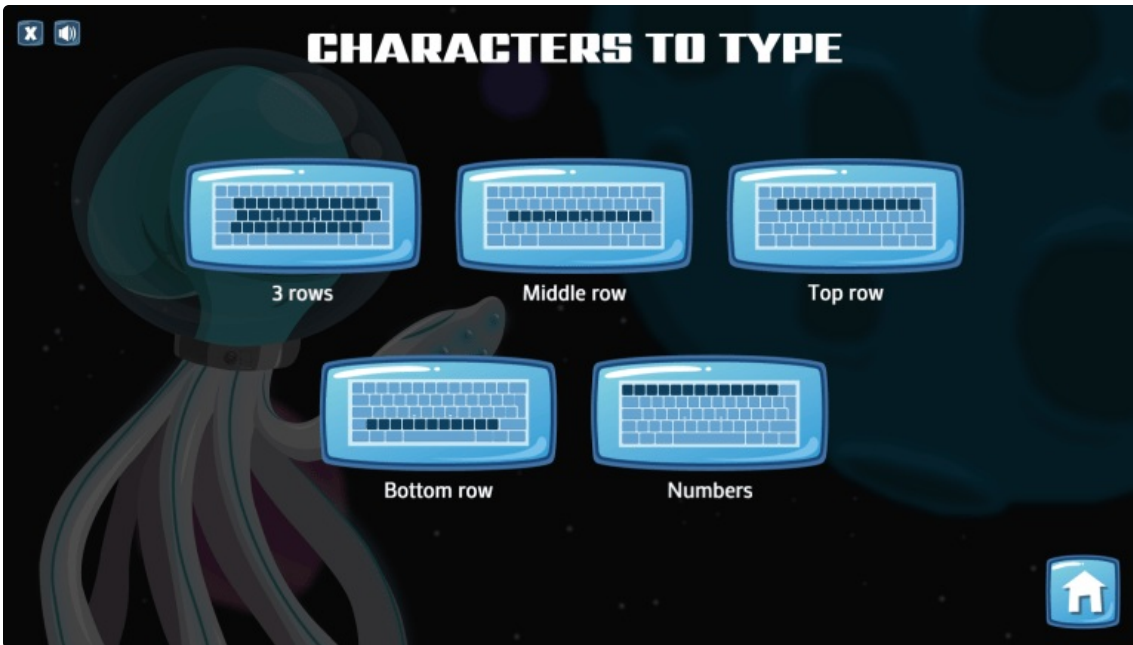 X
CHARACTERS TO TYPE
3 rows
Middle row
Top row
Bottom row
Numbers